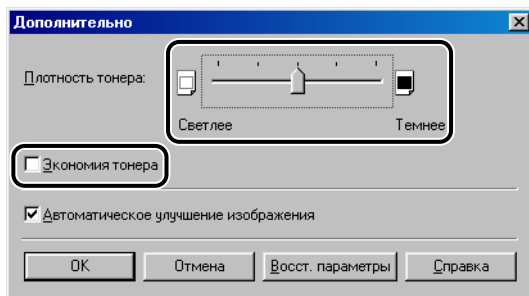 Дополнительно
Плотность тонера:
Светлее Темнее
Экономия тонера
Автоматическое улучшение изображения
OK Отмена Восст. параметры Справка